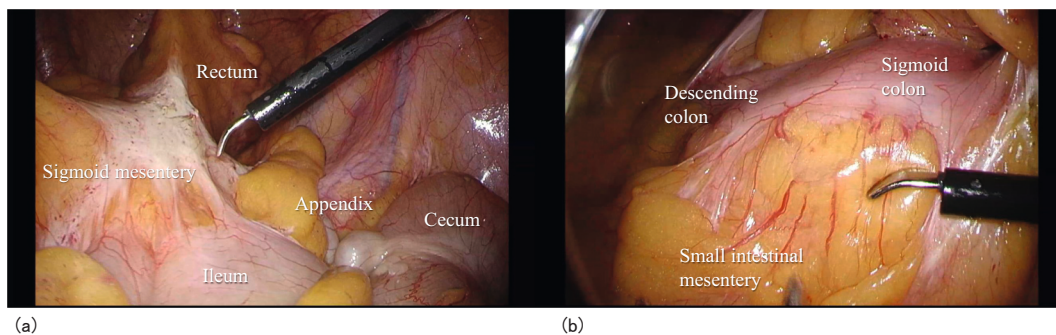 Rectum
Sigmoid mesentery
Appendix
Cecum
Ileum
(a)
Descending
colon
Sigmoid
colon
Small intestinal
mesentery
(b)